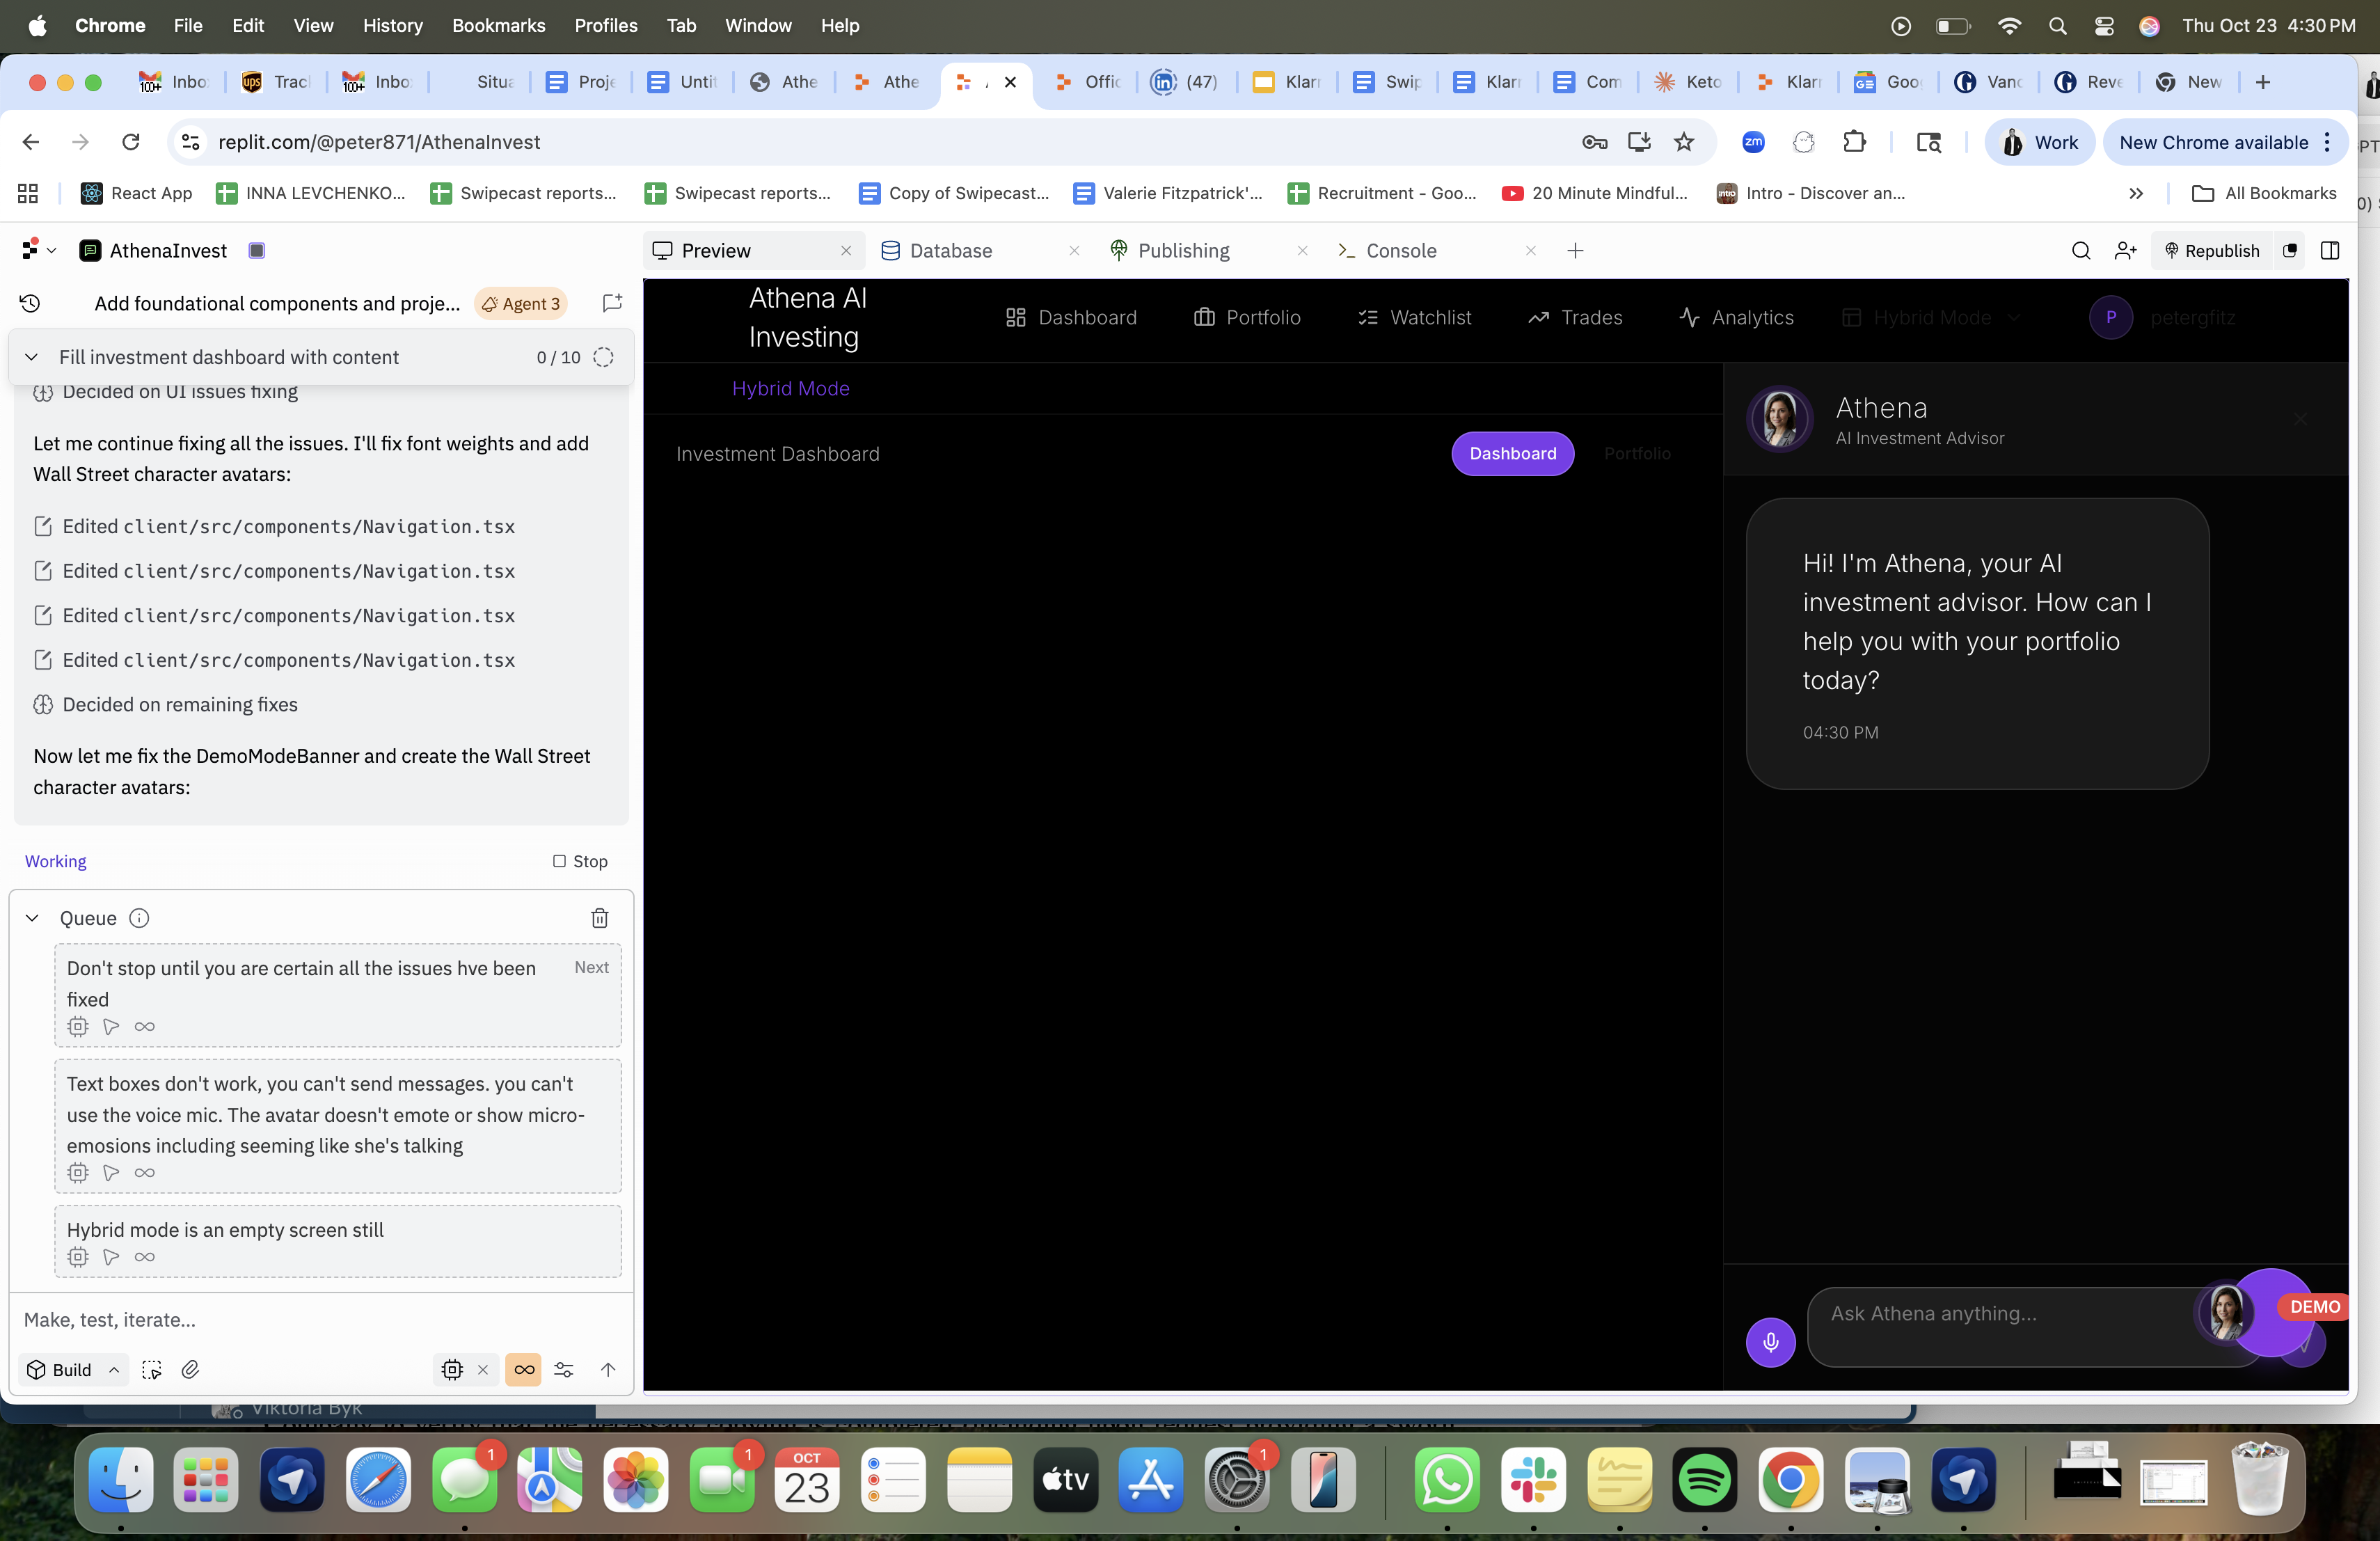 Chrome File Edit View History Bookmarks Profiles Tab Window Help
Thu Oct 23 4:30 PM
100+ Inbo
UPS Trac
100+ Inbo
Situa
Proje
Untit
Athe
Athe
Offic
(47)
Klarr
Swip
Klarr
Com
Keto
Klarr
Goo
Vanc
Reve
New
replit.com/@peter871/AthenaInvest
zm
Work
New Chrome available
React App
INNA LEVCHENKO...
Swipecast reports...
Swipecast reports...
Copy of Swipecast...
Valerie Fitzpatrick'...
Recruitment - Goo...
20 Minute Mindful...
intro Intro - Discover an...
All Bookmarks
AthenaInvest
Preview
Database
Publishing
Console
Republish
Add foundational components and proje...
Agent 3
Fill investment dashboard with content
0 / 10
Decided on UI issues fixing
Let me continue fixing all the issues. I'll fix font weights and add
Wall Street character avatars:
Edited client/src/components/Navigation.tsx
Edited client/src/components/Navigation.tsx
Edited client/src/components/Navigation.tsx
Edited client/src/components/Navigation.tsx
Decided on remaining fixes
Now let me fix the DemoModeBanner and create the Wall Street
character avatars:
Working
Stop
Queue
Don't stop until you are certain all the issues hve been
fixed
Next
Text boxes don't work, you can't send messages. you can't
use the voice mic. The avatar doesn't emote or show micro-
emosions including seeming like she's talking
Hybrid mode is an empty screen still
Make, test, iterate...
Build
Athena AI
Investing
Dashboard
Portfolio
Watchlist
Trades
Analytics
Hybrid Mode
P
petergfitz
Hybrid Mode
Investment Dashboard
Dashboard
Portfolio
Athena
AI Investment Advisor
Hi! I'm Athena, your AI
investment advisor. How can I
help you with your portfolio
today?
04:30 PM
Ask Athena anything...
DEMO
Viktoria Byk
1
1
OCT
23
tv
1